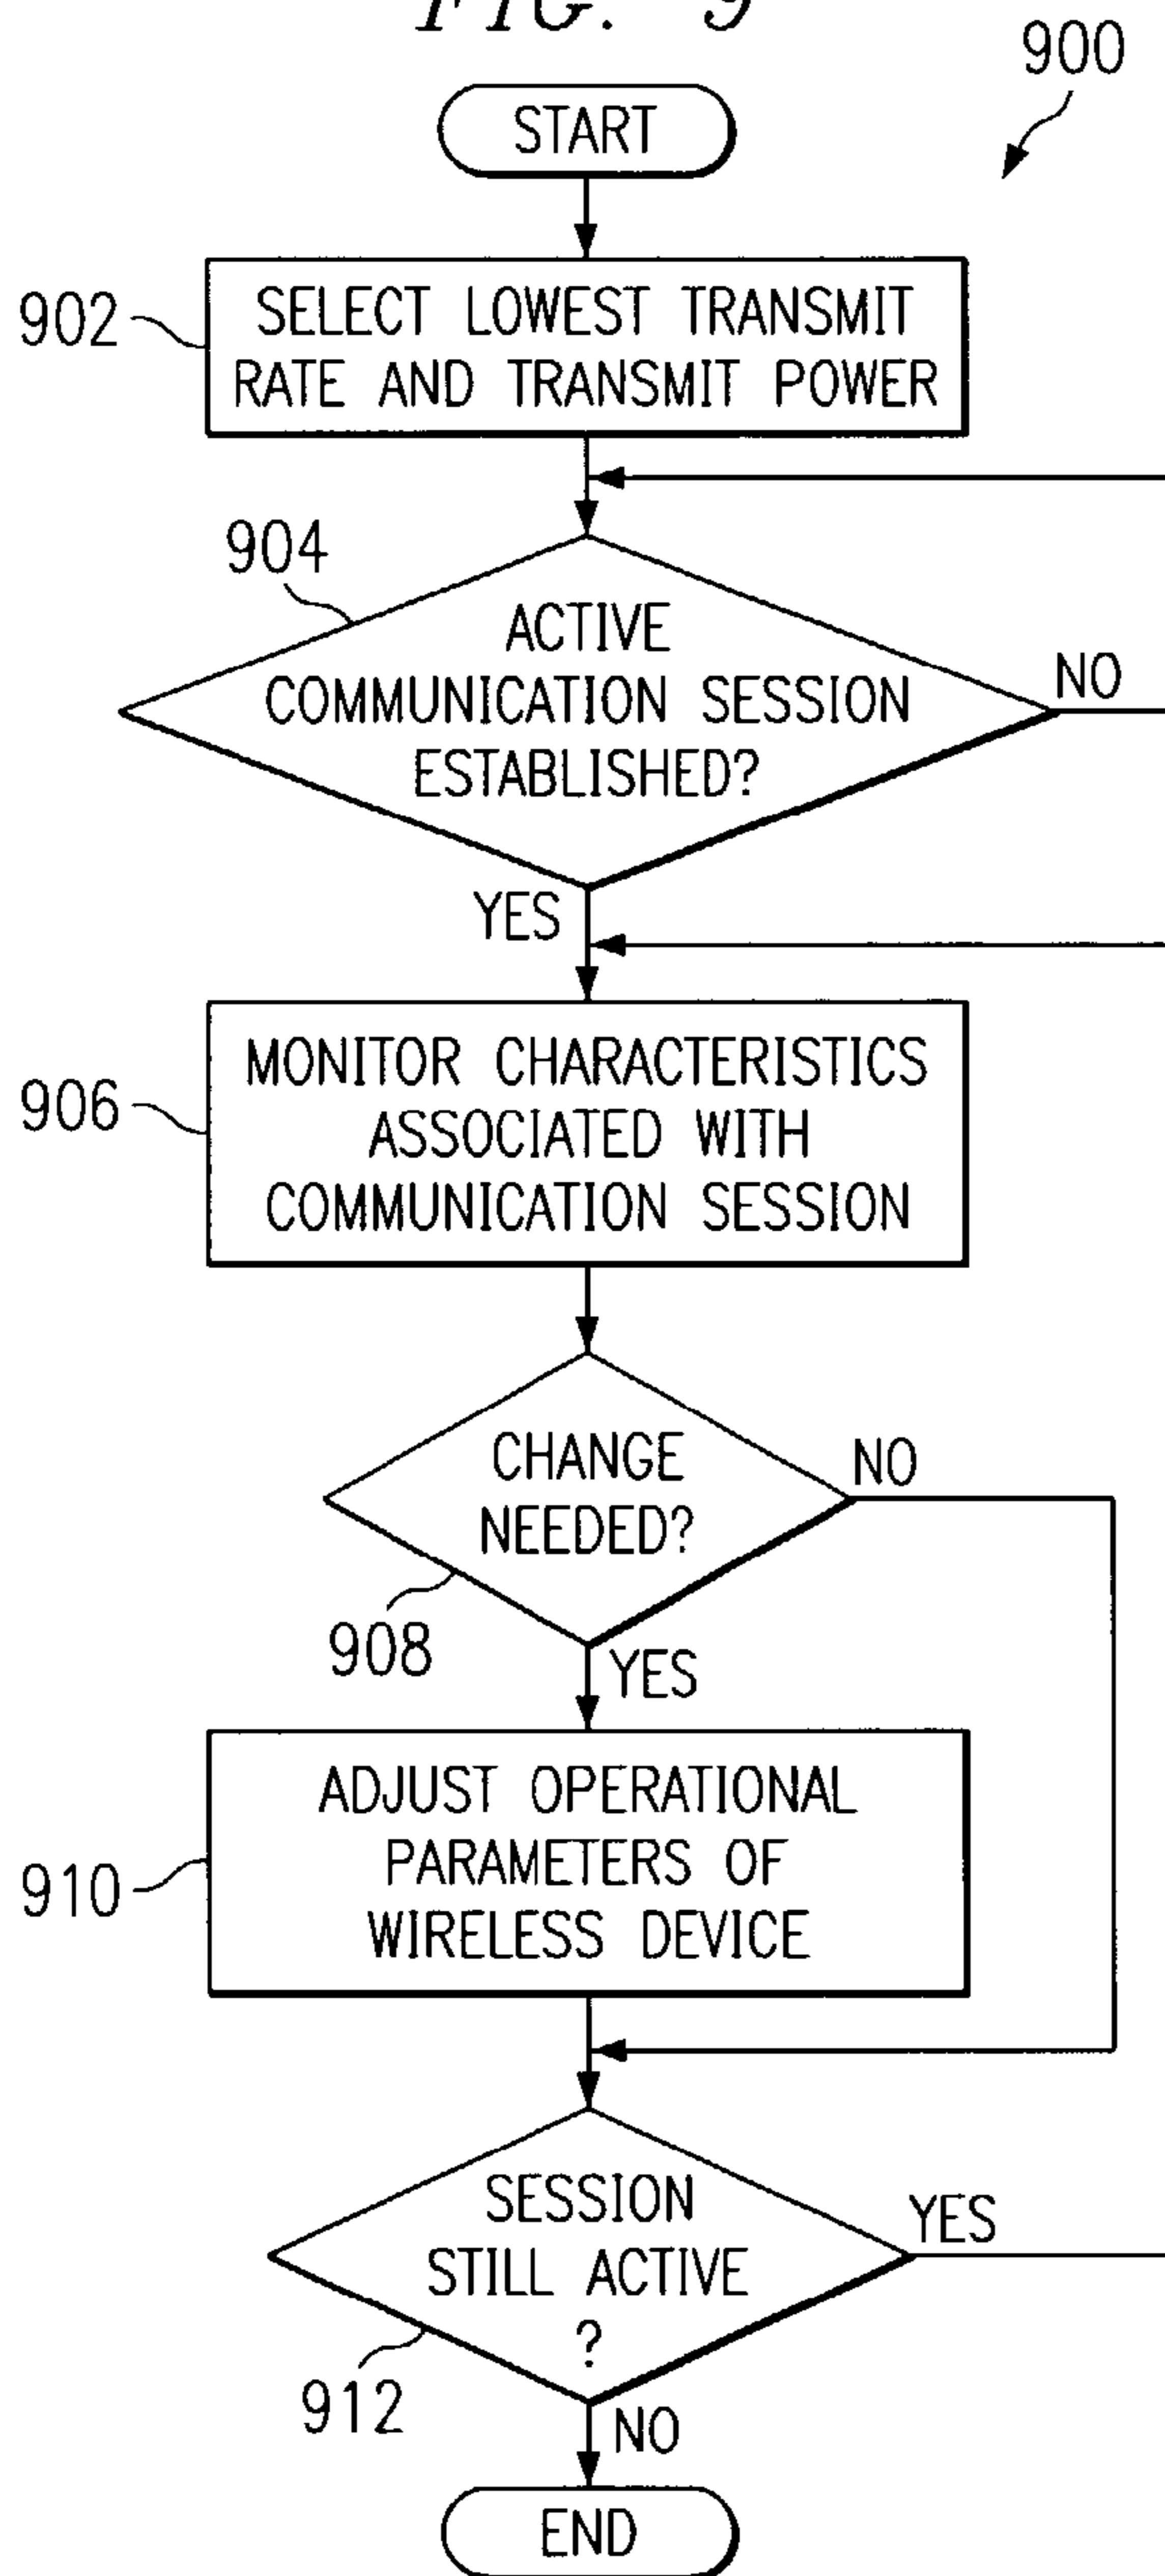 FIG. 9
900
START
902
SELECT LOWEST TRANSMIT
RATE AND TRANSMIT POWER
904
ACTIVE
COMMUNICATION SESSION
ESTABLISHED?
NO
YES
906
MONITOR CHARACTERISTICS
ASSOCIATED WITH
COMMUNICATION SESSION
CHANGE
NEEDED?
NO
908
YES
910
ADJUST OPERATIONAL
PARAMETERS OF
WIRELESS DEVICE
SESSION
STILL ACTIVE
?
YES
912
NO
END